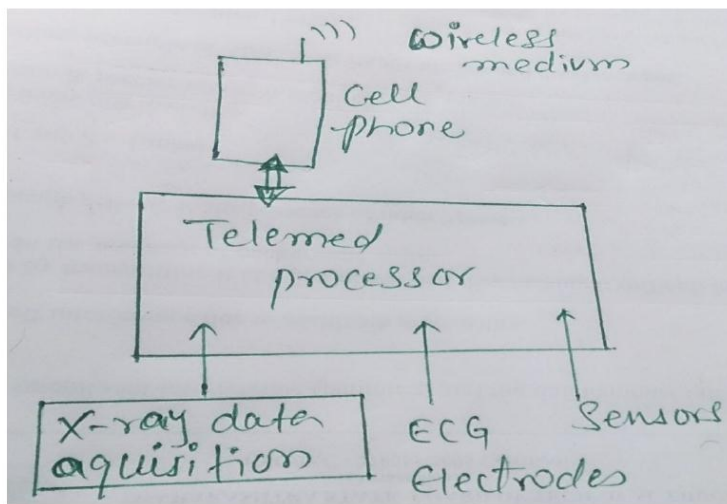 wireless
medium
Cell
phone
Telemed
processor
X-ray data
aquisition
ECG
Electrodes
Sensors